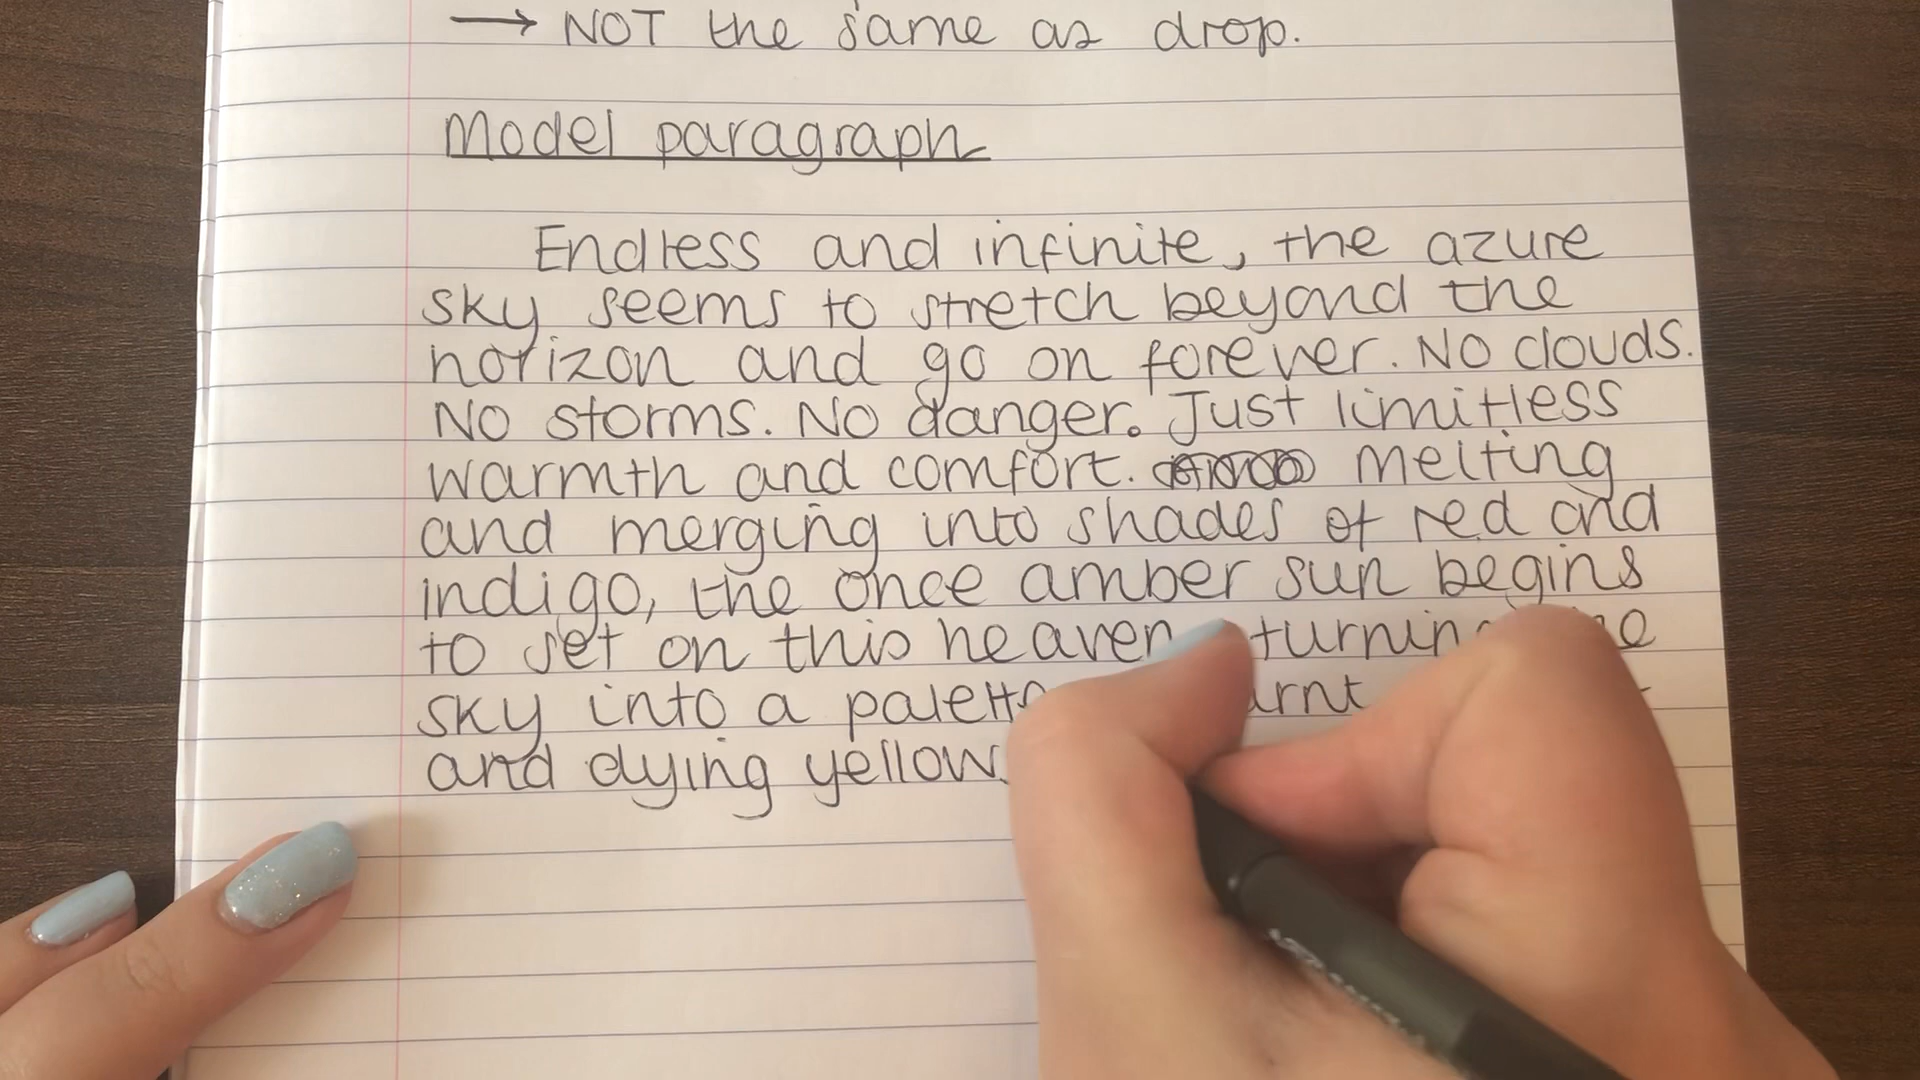 → NOT the same as drop.
Model paragraph
Endless and infinite, the azure
sky seems to stretch beyond the
horizon and go on forever. No clouds.
No storms. No danger. Just limitless
warmth and comfort. Melting
and merging into shades of red and
indigo, the once amber sun begins
to set on this heaven, turning
sky into a palette
and dying yellow.